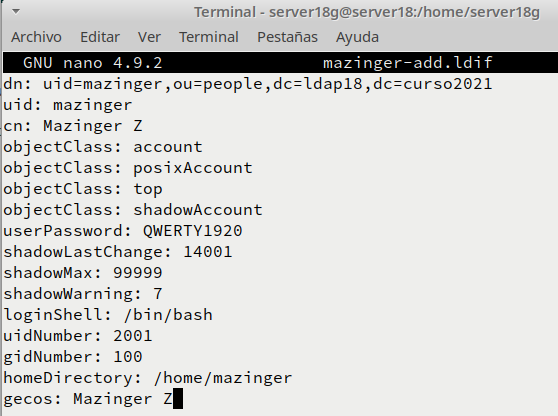 Terminal - server18g@server18:/home/server18g
Archivo Editar Ver Terminal Pestañas Ayuda
GNU nano 4.9.2 mazinger-add.ldif
dn: uid=mazinger,ou=people,dc=ldap18,dc=curso2021
uid: mazinger
cn: Mazinger Z
objectClass: account
objectClass: posixAccount
objectClass: top
objectClass: shadowAccount
userPassword: QWERTY1920
shadowLastChange: 14001
shadowMax: 99999
shadowWarning: 7
loginShell: /bin/bash
uidNumber: 2001
gidNumber: 100
homeDirectory: /home/mazinger
gecos: Mazinger Z